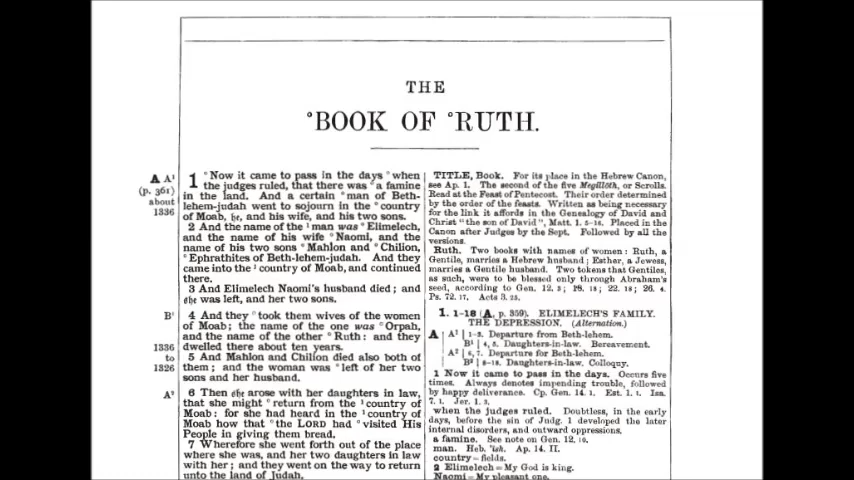 THE
°BOOK OF °RUTH.
A A¹
(p. 361)
about
1336
1 °Now it came to pass in the days °when
the judges ruled, that there was °a famine
in the land. And a certain °man of Beth-
lehem-judah went to sojourn in the °country
of Moab, he, and his wife, and his two sons.
2 And the name of the ¹man was °Elimelech,
and the name of his wife °Naomi, and the
name of his two sons °Mahlon and °Chilion,
°Ephrathites of Beth-lehem-judah. And they
came into the ¹country of Moab, and continued
there.
3 And Elimelech Naomi's husband died; and
she was left, and her two sons.
B¹
4 And they °took them wives of the women
of Moab; the name of the one was °Orpah,
and the name of the other °Ruth: and they
dwelled there about ten years.
1336
to
1326
5 And Mahlon and Chilion died also both of
them; and the woman was °left of her two
sons and her husband.
A²
6 Then she arose with her daughters in law,
that she might °return from the ¹country of
Moab: for she had heard in the ¹country of
Moab how that °the LORD had °visited His
People in giving them bread.
7 Wherefore she went forth out of the place
where she was, and her two daughters in law
with her; and they went on the way to return
unto the land of Judah.
TITLE, Book. For its place in the Hebrew Canon,
see Ap. 1. The second of the five Megillōth, or Scrolls.
Read at the Feast of Pentecost. Their order determined
by the order of the feasts. Written as being necessary
for the link it affords in the Genealogy of David and
Christ "the son of David", Matt. 1. 5-16. Placed in the
Canon after Judges by the Sept. Followed by all the
versions.
Ruth. Two books with names of women: Ruth, a
Gentile, marries a Hebrew husband; Esther, a Jewess,
marries a Gentile husband. Two tokens that Gentiles,
as such, were to be blessed only through Abraham's
seed, according to Gen. 12. 3; 18. 18; 22. 18; 26. 4.
Ps. 72. 17. Acts 3. 25.
1. 1-18 (A, p. 359). ELIMELECH'S FAMILY.
THE DEPRESSION. (Alternation.)
A | A¹ | 1-3. Departure from Beth-lehem.
B¹ | 4, 5. Daughters-in-law. Bereavement.
A² | 6, 7. Departure for Beth-lehem.
B² | 8-18. Daughters-in-law. Colloquy.
1 Now it came to pass in the days. Occurs five
times. Always denotes impending trouble, followed
by happy deliverance. Cp. Gen. 14. 1. Est. 1. 1. Isa.
7. 1. Jer. 1. 3.
when the judges ruled. Doubtless, in the early
days, before the sin of Judg. 1 developed the later
internal disorders, and outward oppressions.
a famine. See note on Gen. 12. 10.
man. Heb. 'ish. Ap. 14. II.
country = fields.
2 Elimelech = My God is king.
Naomi = My pleasant one.